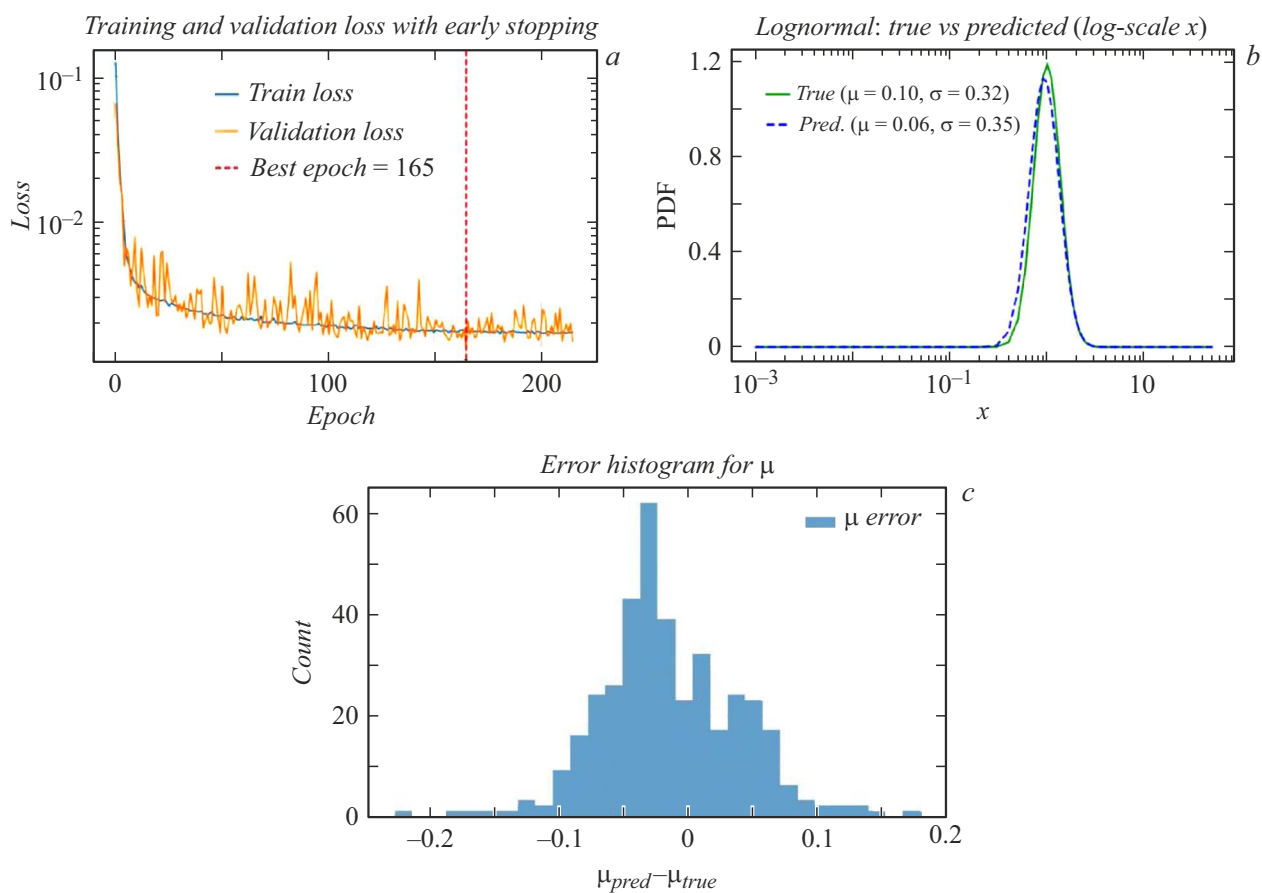 Training and validation loss with early stopping
a
10⁻¹
10⁻²
Loss
Train loss
Validation loss
Best epoch = 165
0
100
200
Epoch
Lognormal: true vs predicted (log-scale x)
b
1.2
0.8
0.4
0
PDF
True (μ = 0.10, σ = 0.32)
Pred. (μ = 0.06, σ = 0.35)
10⁻³
10⁻¹
10
x
Error histogram for μ
c
60
40
20
0
Count
μ error
−0.2
−0.1
0
0.1
0.2
μpred−μtrue